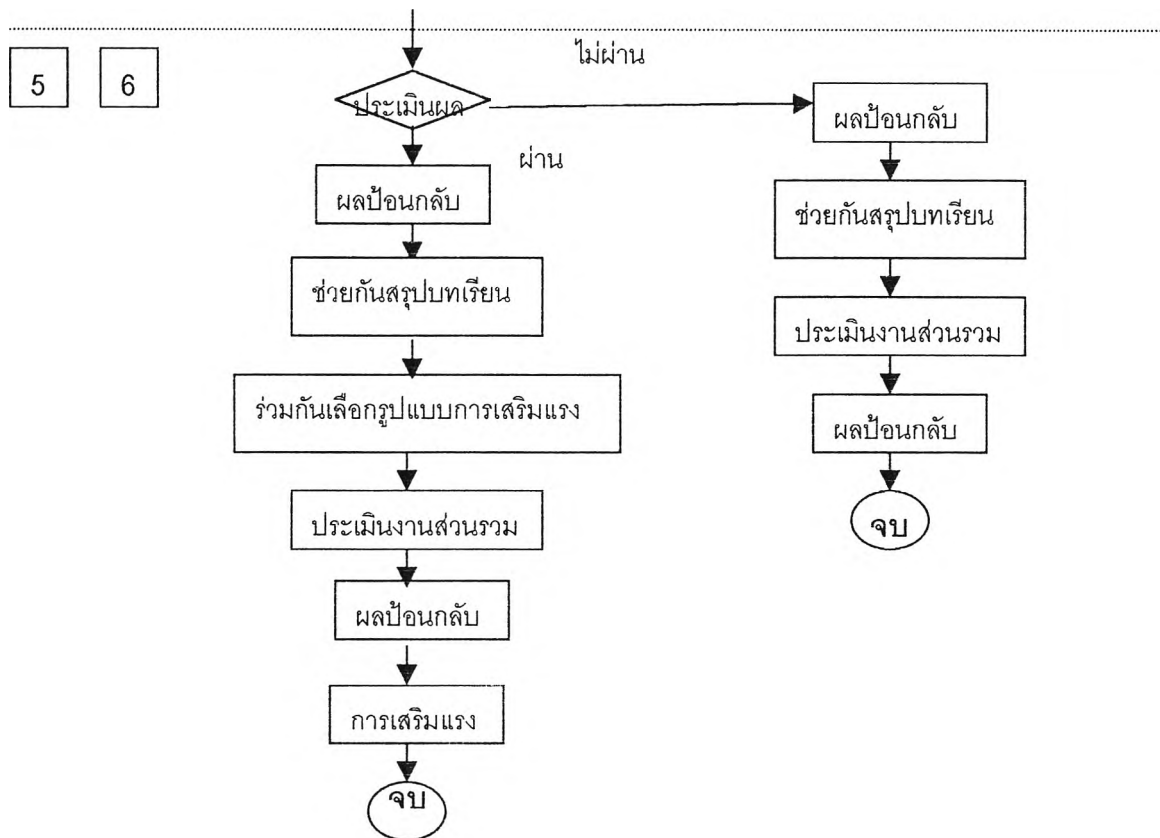 5 6
ไม่ผ่าน
ประเมินผล
ผ่าน
ผลป้อนกลับ
ช่วยกันสรุปบทเรียน
ร่วมกันเลือกรูปแบบการเสริมแรง
ประเมินงานส่วนรวม
ผลป้อนกลับ
การเสริมแรง
จบ
ผลป้อนกลับ
ช่วยกันสรุปบทเรียน
ประเมินงานส่วนรวม
ผลป้อนกลับ
จบ